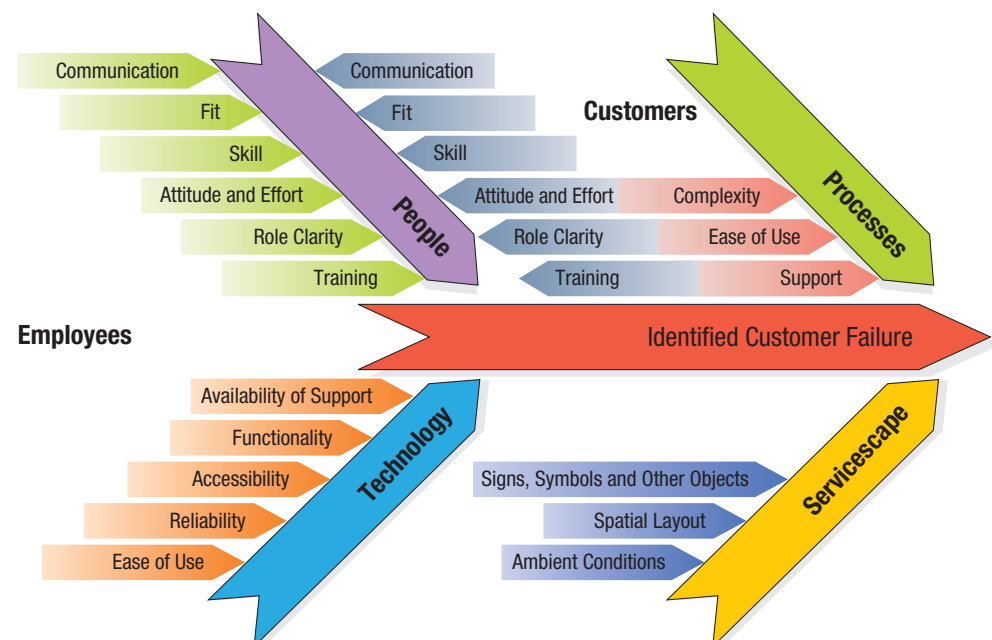 Communication
Fit
Skill
Attitude and Effort
Role Clarity
Training
People
Communication
Fit
Skill
Attitude and Effort
Role Clarity
Training
Customers
Complexity
Ease of Use
Support
Processes
Employees
Identified Customer Failure
Availability of Support
Functionality
Accessibility
Reliability
Ease of Use
Technology
Signs, Symbols and Other Objects
Spatial Layout
Ambient Conditions
Servicescape